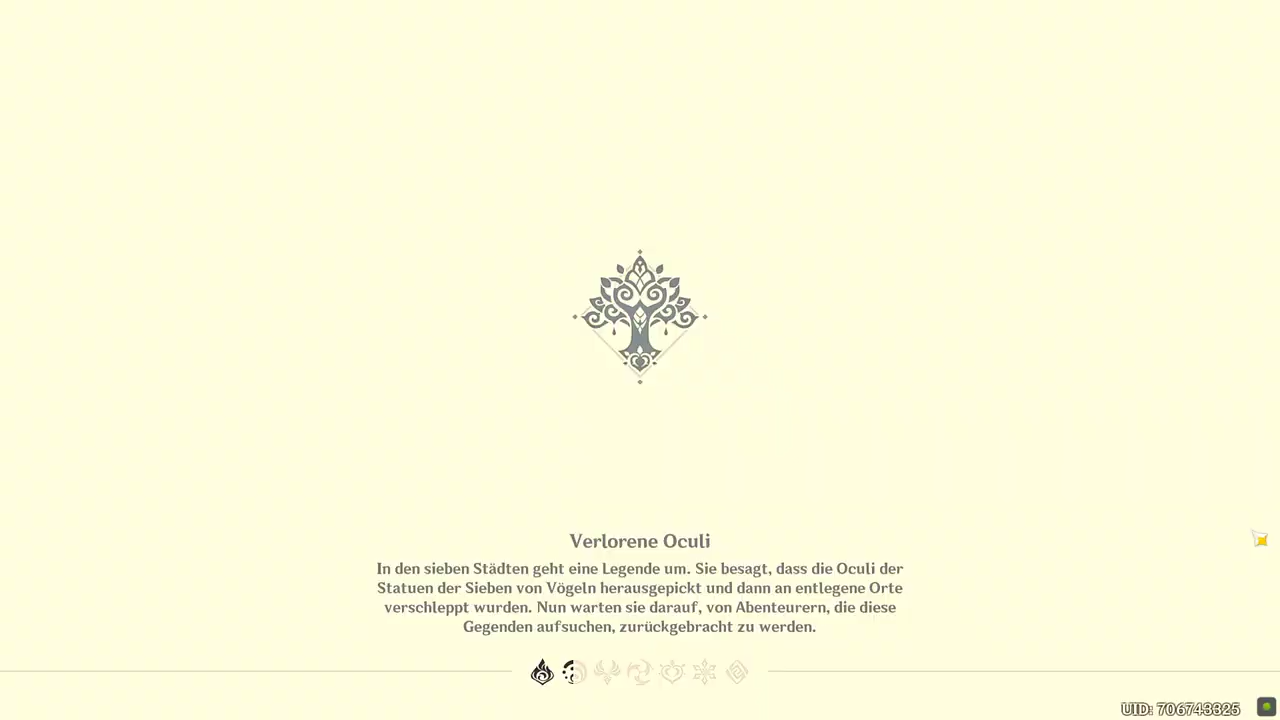 Verlorene Oculi
In den sieben Städten geht eine Legende um. Sie besagt, dass die Oculi der
Statuen der Sieben von Vögeln herausgepickt und dann an entlegene Orte
verschleppt wurden. Nun warten sie darauf, von Abenteurern, die diese
Gegenden aufsuchen, zurückgebracht zu werden.
UID: 706743325